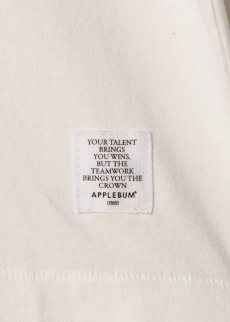 YOUR TALENT
BRINGS
YOU WINS,
BUT THE
TEAMWORK
BRINGS YOU THE
CROWN
APPLEBUM®